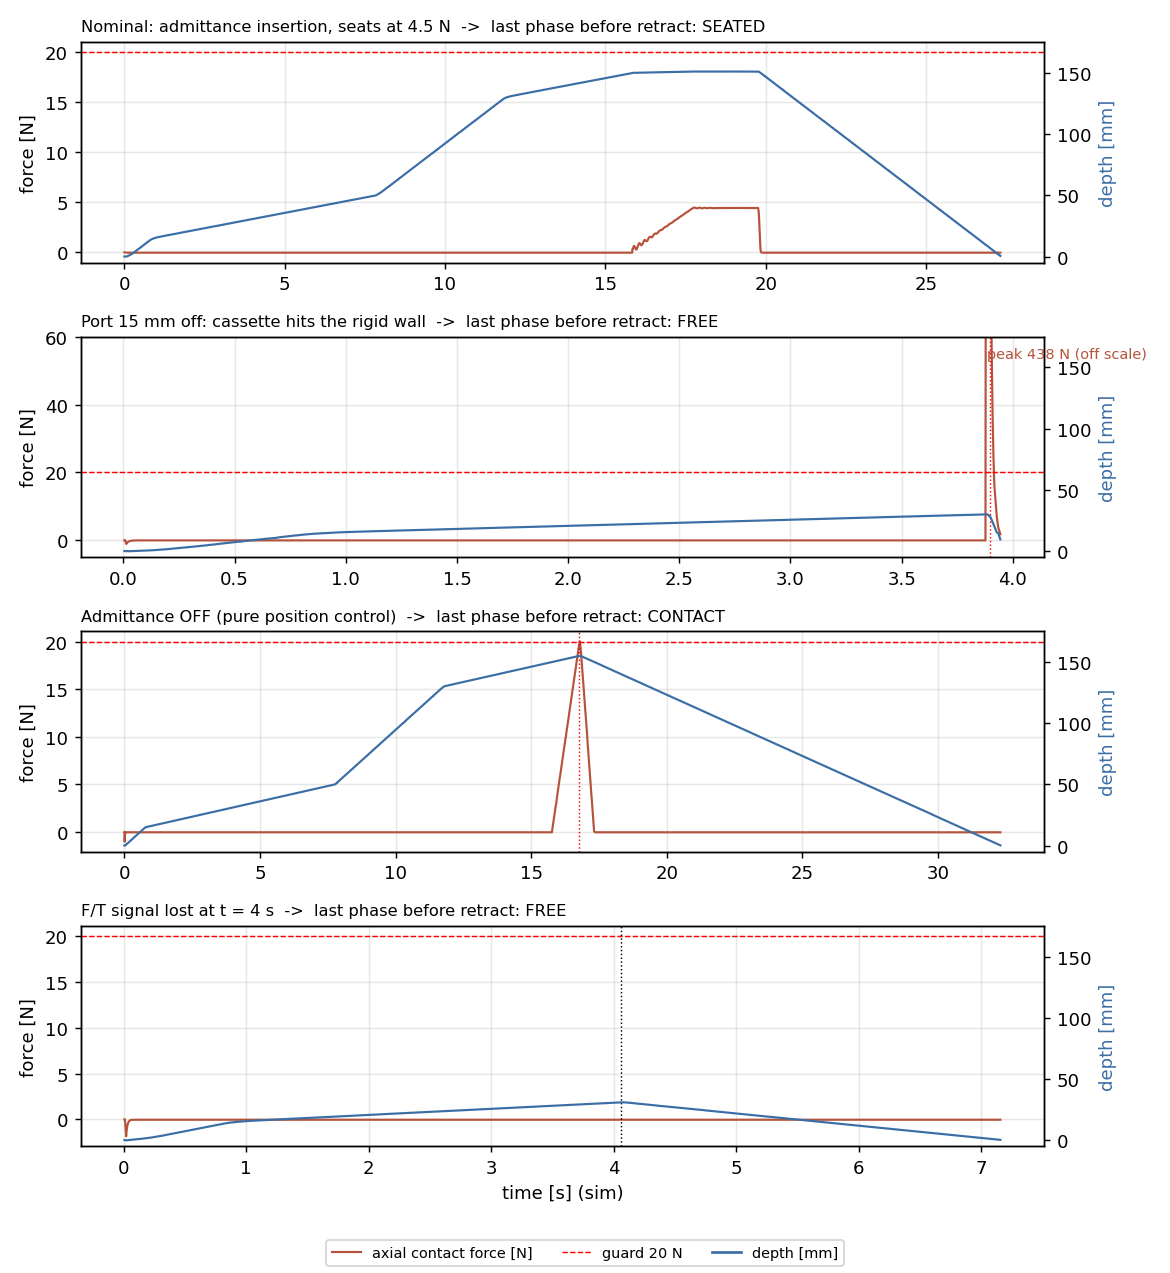 Nominal: admittance insertion, seats at 4.5 N  ->  last phase before retract: SEATED
20
15
10
5
0
force [N]
150
100
50
0
depth [mm]
0 5 10 15 20 25
Port 15 mm off: cassette hits the rigid wall  ->  last phase before retract: FREE
peak 438 N (off scale)
60
40
20
0
force [N]
150
100
50
0
depth [mm]
0.0 0.5 1.0 1.5 2.0 2.5 3.0 3.5 4.0
Admittance OFF (pure position control)  ->  last phase before retract: CONTACT
20
15
10
5
0
force [N]
150
100
50
0
depth [mm]
0 5 10 15 20 25 30
F/T signal lost at t = 4 s  ->  last phase before retract: FREE
20
15
10
5
0
force [N]
150
100
50
0
depth [mm]
0 1 2 3 4 5 6 7
time [s] (sim)
axial contact force [N] guard 20 N depth [mm]